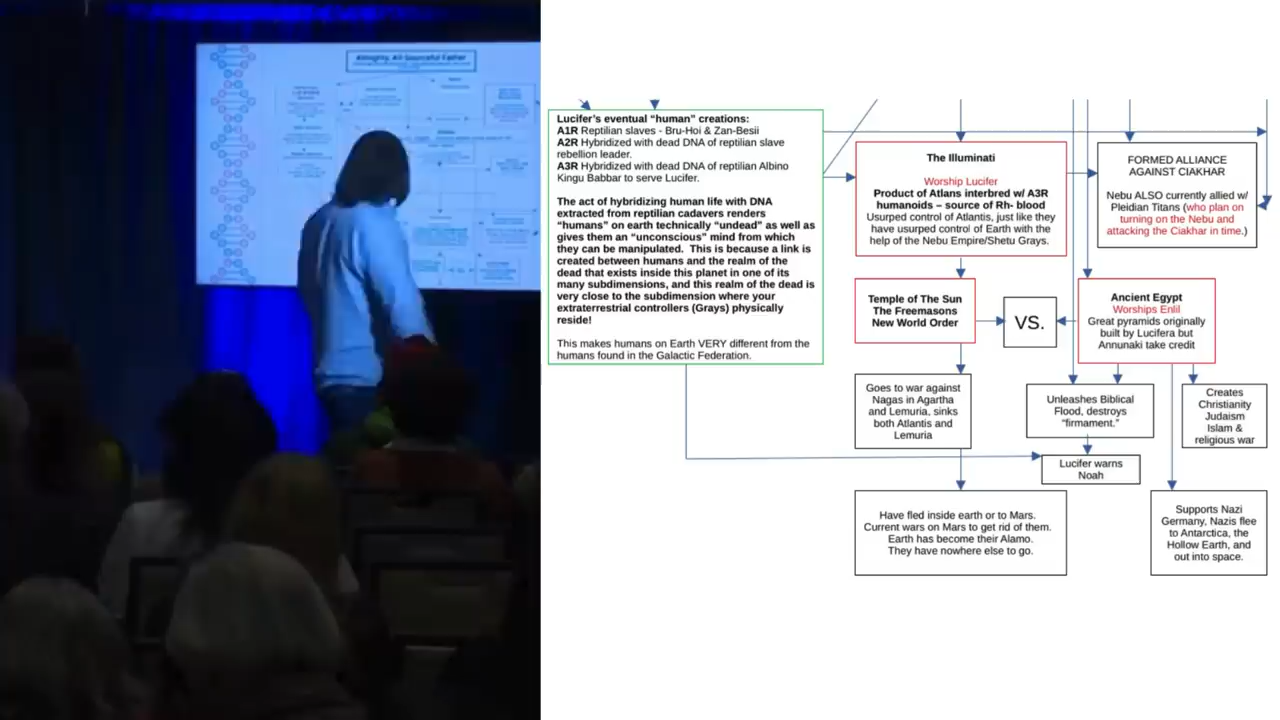 Almighty, All-Sourceful Father
Lucifer's eventual “human” creations:
A1R Reptilian slaves - Bru-Hoi & Zan-Besii
A2R Hybridized with dead DNA of reptilian slave
rebellion leader.
A3R Hybridized with dead DNA of reptilian Albino
Kingu Babbar to serve Lucifer.
The act of hybridizing human life with DNA
extracted from reptilian cadavers renders
“humans” on earth technically “undead” as well as
gives them an “unconscious” mind from which
they can be manipulated. This is because a link is
created between humans and the realm of the
dead that exists inside this planet in one of its
many subdimensions, and this realm of the dead is
very close to the subdimension where your
extraterrestrial controllers (Grays) physically
reside!
This makes humans on Earth VERY different from the
humans found in the Galactic Federation.
The Illuminati
Worship Lucifer
Product of Atlans interbred w/ A3R
humanoids – source of Rh- blood
Usurped control of Atlantis, just like they
have usurped control of Earth with the
help of the Nebu Empire/Shetu Grays.
FORMED ALLIANCE
AGAINST CIAKHAR
Nebu ALSO currently allied w/
Pleidian Titans (who plan on
turning on the Nebu and
attacking the Ciakhar in time.)
Temple of The Sun
The Freemasons
New World Order
VS.
Ancient Egypt
Worships Enlil
Great pyramids originally
built by Lucifera but
Annunaki take credit
Goes to war against
Nagas in Agartha
and Lemuria, sinks
both Atlantis and
Lemuria
Unleashes Biblical
Flood, destroys
“firmament.”
Creates
Christianity
Judaism
Islam &
religious war
Lucifer warns
Noah
Have fled inside earth or to Mars.
Current wars on Mars to get rid of them.
Earth has become their Alamo.
They have nowhere else to go.
Supports Nazi
Germany, Nazis flee
to Antarctica, the
Hollow Earth, and
out into space.